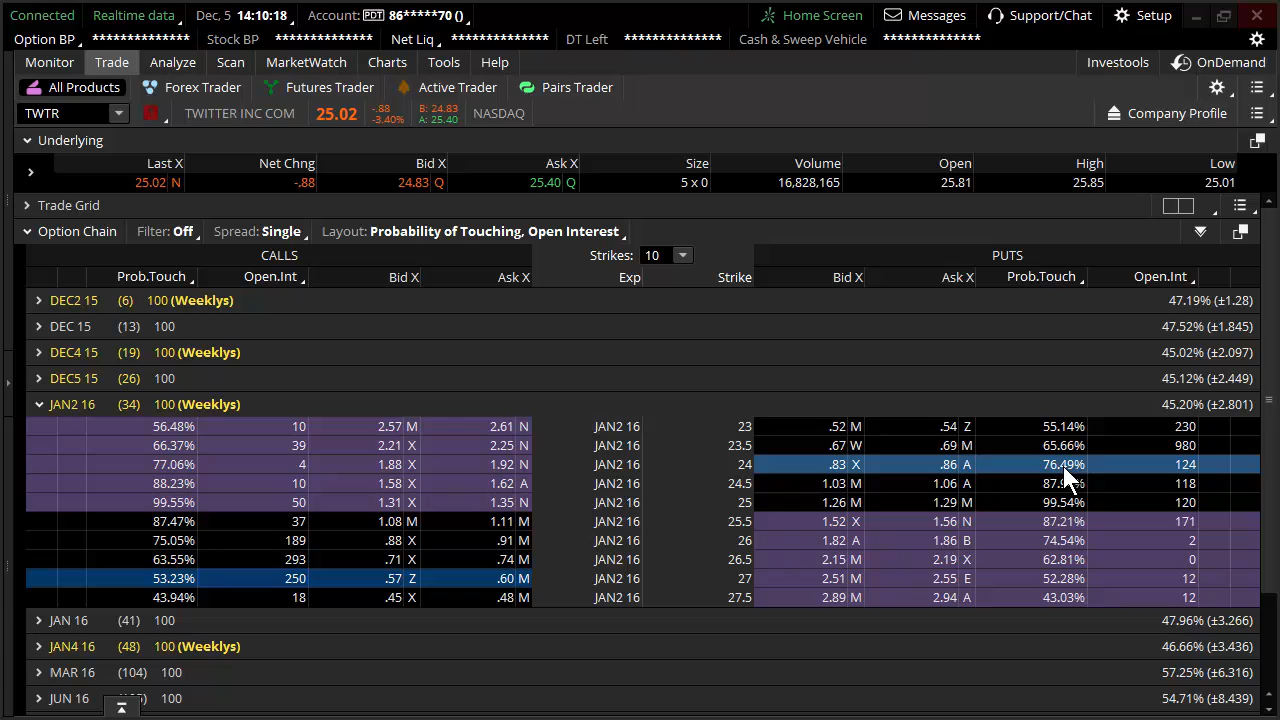 Connected Realtime data Dec, 5 14:10:18 Account: PDT 86*****70 () Home Screen Messages Support/Chat Setup
Option BP ************* Stock BP ************* Net Liq ************* DT Left ************* Cash & Sweep Vehicle *************
Monitor Trade Analyze Scan MarketWatch Charts Tools Help Investools OnDemand
All Products Forex Trader Futures Trader Active Trader Pairs Trader
TWTR TWITTER INC COM 25.02 -.88 -3.40% B: 24.83 A: 25.40 NASDAQ Company Profile
Underlying
Last X Net Chng Bid X Ask X Size Volume Open High Low
25.02 N -.88 24.83 Q 25.40 Q 5 x 0 16,828,165 25.81 25.85 25.01
Trade Grid
Option Chain Filter: Off Spread: Single Layout: Probability of Touching, Open Interest
CALLS Strikes: 10 PUTS
Prob.Touch Open.Int Bid X Ask X Exp Strike Bid X Ask X Prob.Touch Open.Int
DEC2 15 (6) 100 (Weeklys) 47.19% (±1.28)
DEC 15 (13) 100 47.52% (±1.845)
DEC4 15 (19) 100 (Weeklys) 45.02% (±2.097)
DEC5 15 (26) 100 45.12% (±2.449)
JAN2 16 (34) 100 (Weeklys) 45.20% (±2.801)
56.48% 10 2.57 M 2.61 N JAN2 16 23 .52 M .54 Z 55.14% 230
66.37% 39 2.21 X 2.25 N JAN2 16 23.5 .67 W .69 M 65.66% 980
77.06% 4 1.88 X 1.92 N JAN2 16 24 .83 X .86 A 76.49% 124
88.23% 10 1.58 X 1.62 A JAN2 16 24.5 1.03 M 1.06 A 118
99.55% 50 1.31 X 1.35 N JAN2 16 25 1.26 M 1.29 M 99.54% 120
87.47% 37 1.08 M 1.11 M JAN2 16 25.5 1.52 X 1.56 N 87.21% 171
75.05% 189 .88 X .91 M JAN2 16 26 1.82 A 1.86 B 74.54% 2
63.55% 293 .71 X .74 M JAN2 16 26.5 2.15 M 2.19 X 62.81% 0
53.23% 250 .57 Z .60 M JAN2 16 27 2.51 M 2.55 E 52.28% 12
43.94% 18 .45 X .48 M JAN2 16 27.5 2.89 M 2.94 A 43.03% 12
JAN 16 (41) 100 47.96% (±3.266)
JAN4 16 (48) 100 (Weeklys) 46.66% (±3.436)
MAR 16 (104) 100 57.25% (±6.316)
JUN 16 100 54.71% (±8.439)